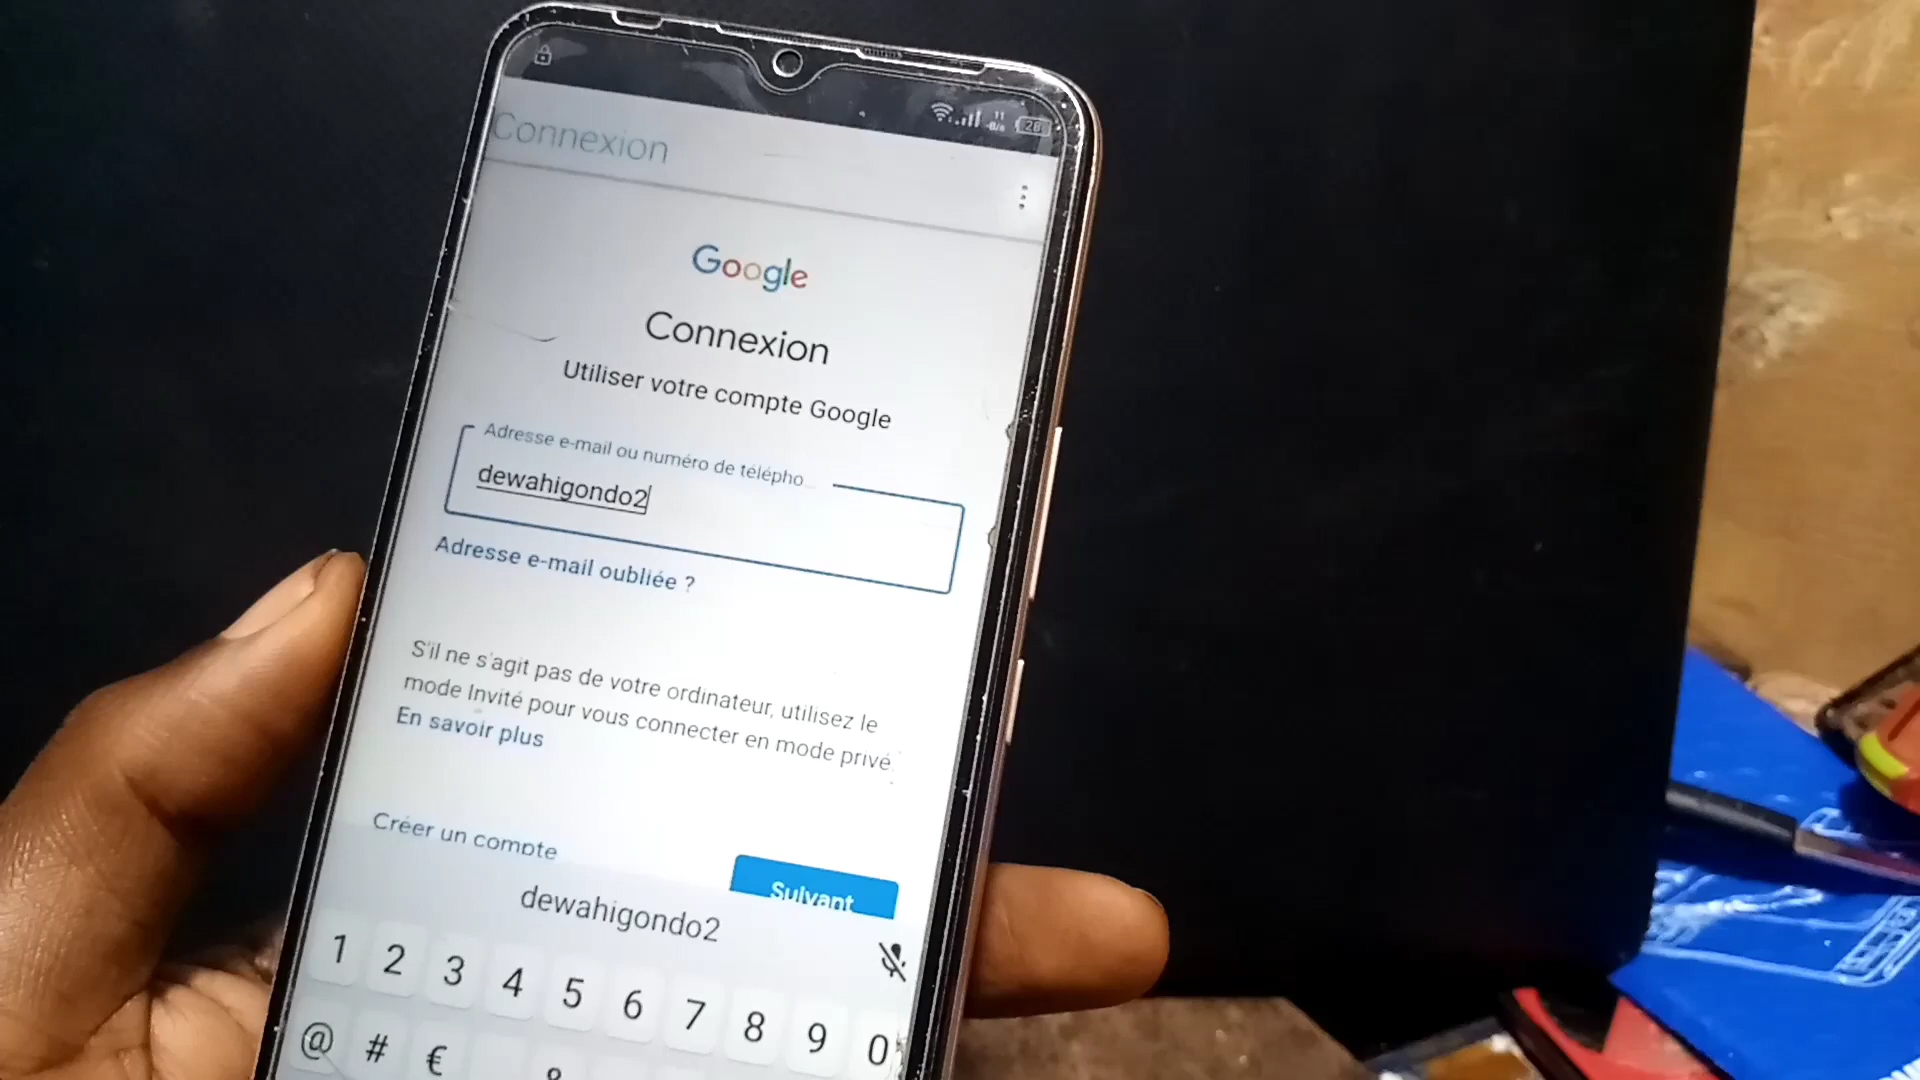 11
B/s
28
Connexion
Google
Connexion
Utiliser votre compte Google
Adresse e-mail ou numéro de télépho...
dewahigondo2
Adresse e-mail oubliée ?
S'il ne s'agit pas de votre ordinateur, utilisez le
mode Invité pour vous connecter en mode privé.
En savoir plus
Créer un compte
Suivant
dewahigondo2
1 2 3 4 5 6 7 8 9 0
@ # € &